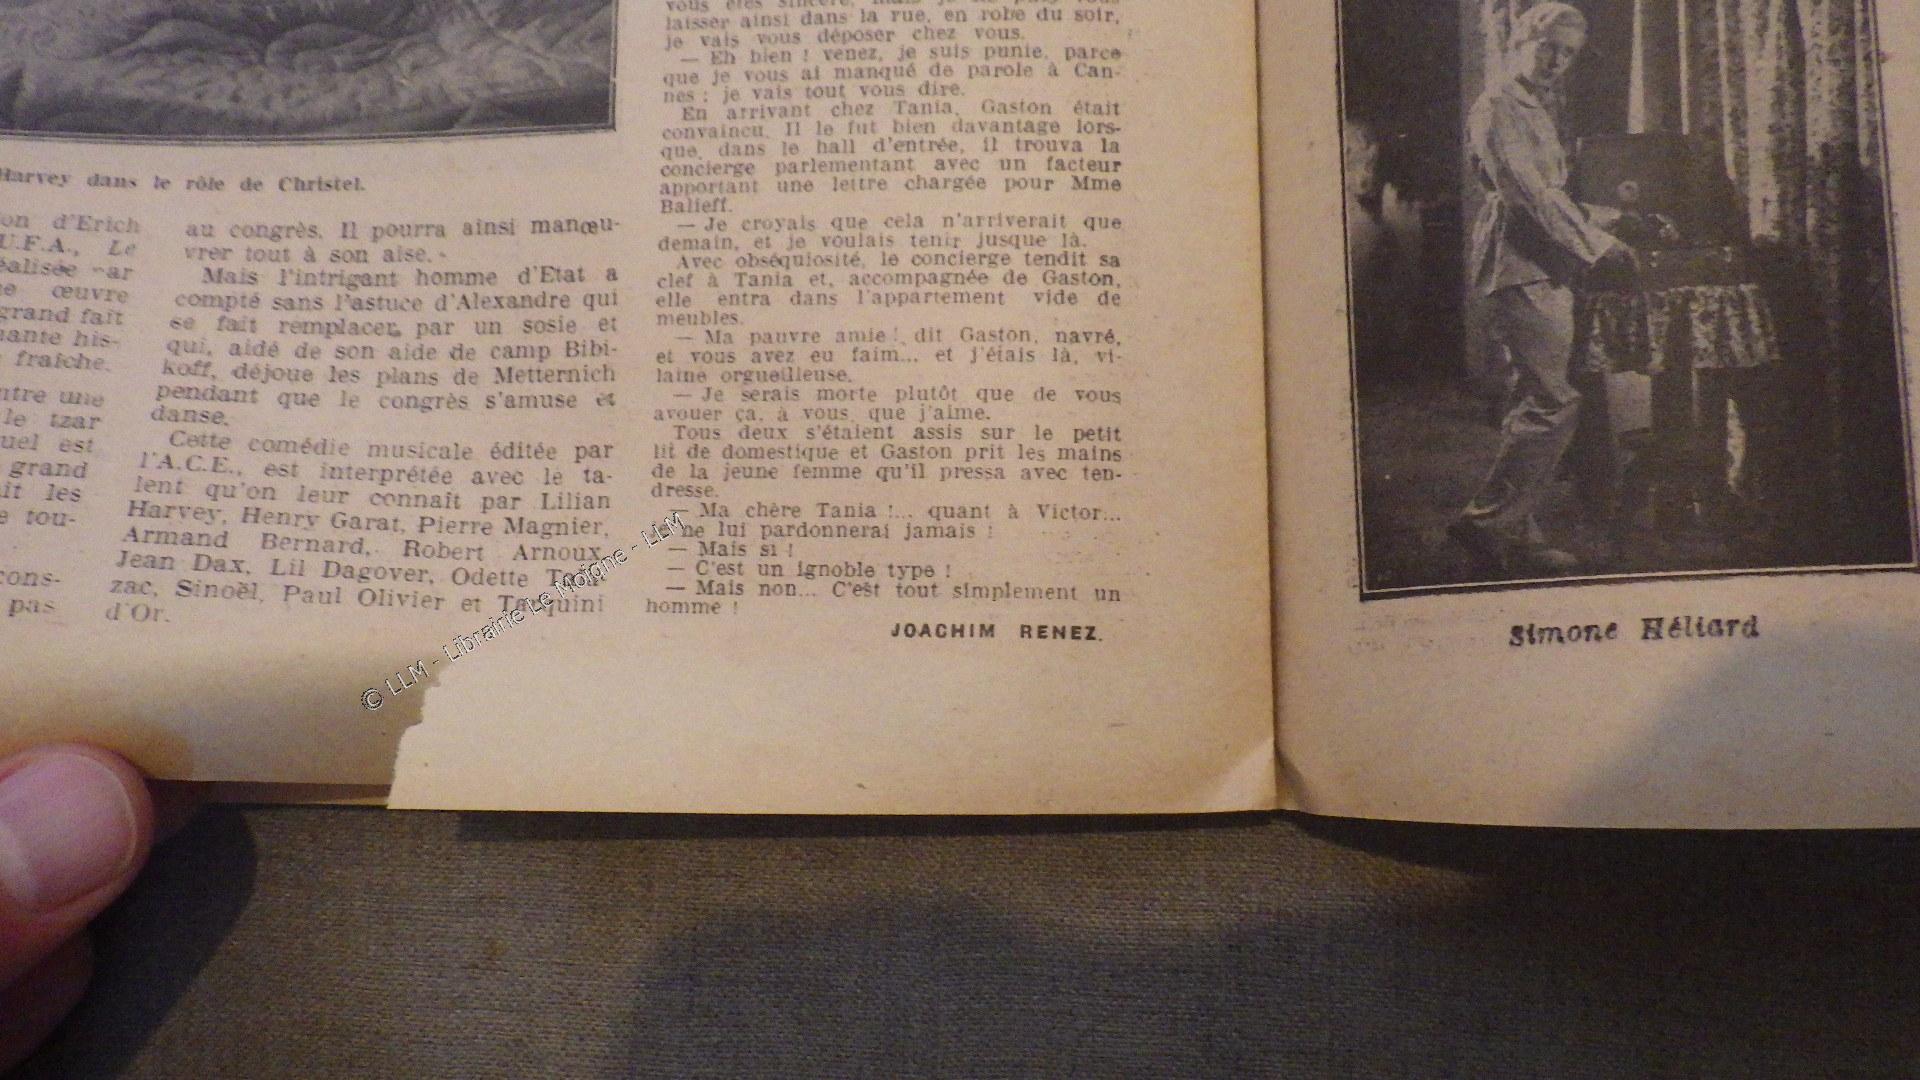 Harvey dans le rôle de Christel.
on d'Erich
U.F.A., Le
éalisée
œuvre
grand fait
his-
fraîche.
une
le tzar
est
grand
les
tou-
cons-
pas
au congrès. Il pourra ainsi manœu-
vrer tout à son aise.
Mais l'intrigant homme d'Etat a
compté sans l'astuce d'Alexandre qui
se fait remplacer par un sosie et
qui, aidé de son aide de camp Bibi-
koff, déjoue les plans de Metternich
pendant que le congrès s'amuse et
danse.
Cette comédie musicale éditée par
l'A.C.E., est interprétée avec le ta-
lent qu'on leur connaît par Lilian
Harvey, Henry Garat, Pierre Magnier,
Armand Bernard, Robert Arnoux,
Jean Dax, Lil Dagover, Odette
zac, Sinoël, Paul Olivier et Tarquini
d'Or.
vous êtes sincère, mais je ne puis vous
laisser ainsi dans la rue, en robe du soir,
je vais vous déposer chez vous.
— Eh bien ! venez, je suis punie, parce
que je vous ai manqué de parole à Can-
nes ; je vais tout vous dire.
En arrivant chez Tania, Gaston était
convaincu. Il le fut bien davantage lors-
que, dans le hall d'entrée, il trouva la
concierge parlementant avec un facteur
apportant une lettre chargée pour Mme
Balieff.
— Je croyais que cela n'arriverait que
demain, et je voulais tenir jusque là.
Avec obséquiosité, le concierge tendit sa
clef à Tania et, accompagnée de Gaston,
elle entra dans l'appartement vide de
meubles.
— Ma pauvre amie ! dit Gaston, navré,
et vous avez eu faim... et j'étais là, vi-
laine orgueilleuse.
— Je serais morte plutôt que de vous
avouer ça, à vous que j'aime.
Tous deux s'étaient assis sur le petit
lit de domestique et Gaston prit les mains
de la jeune femme qu'il pressa avec ten-
dresse.
— Ma chère Tania !... quant à Victor...
je ne lui pardonnerai jamais !
— Mais si !
— C'est un ignoble type !
— Mais non... C'est tout simplement un
homme !
JOACHIM RENEZ.
Simone Héliard
© LLM - Librairie Le Moigne - LLM